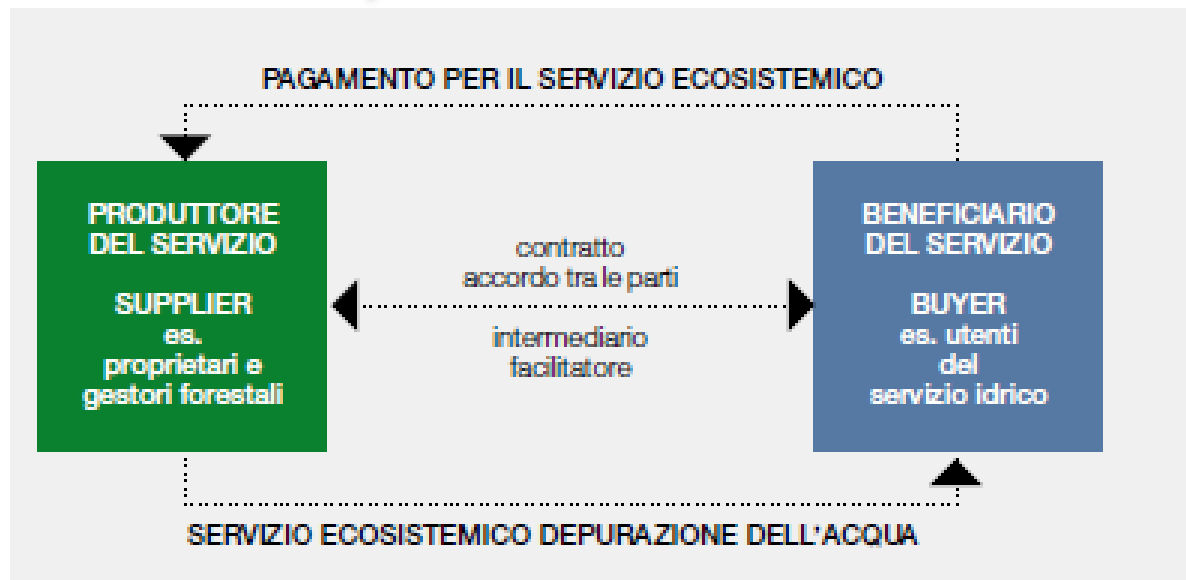 PAGAMENTO PER IL SERVIZIO ECOSISTEMICO
PRODUTTORE
DEL SERVIZIO
SUPPLIER
es.
proprietari e
gestori forestali
contratto
accordo tra le parti
intermediario
facilitatore
BENEFICIARIO
DEL SERVIZIO
BUYER
es. utenti
del
servizio idrico
SERVIZIO ECOSISTEMICO DEPURAZIONE DELL'ACQUA